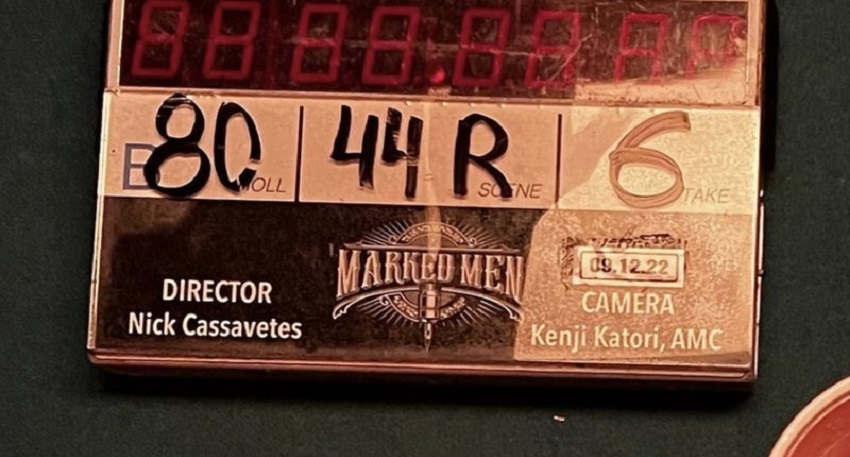 B 80 ROLL
44 R SCENE
6 TAKE
MARKED MEN
DIRECTOR
Nick Cassavetes
09.12.22
CAMERA
Kenji Katori, AMC